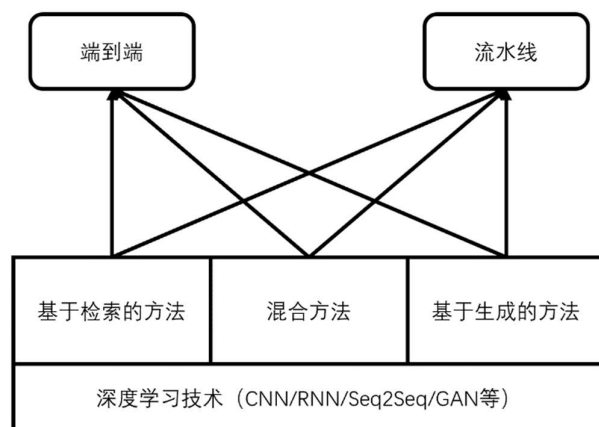 端到端
流水线
基于检索的方法
混合方法
基于生成的方法
深度学习技术（CNN/RNN/Seq2Seq/GAN等）